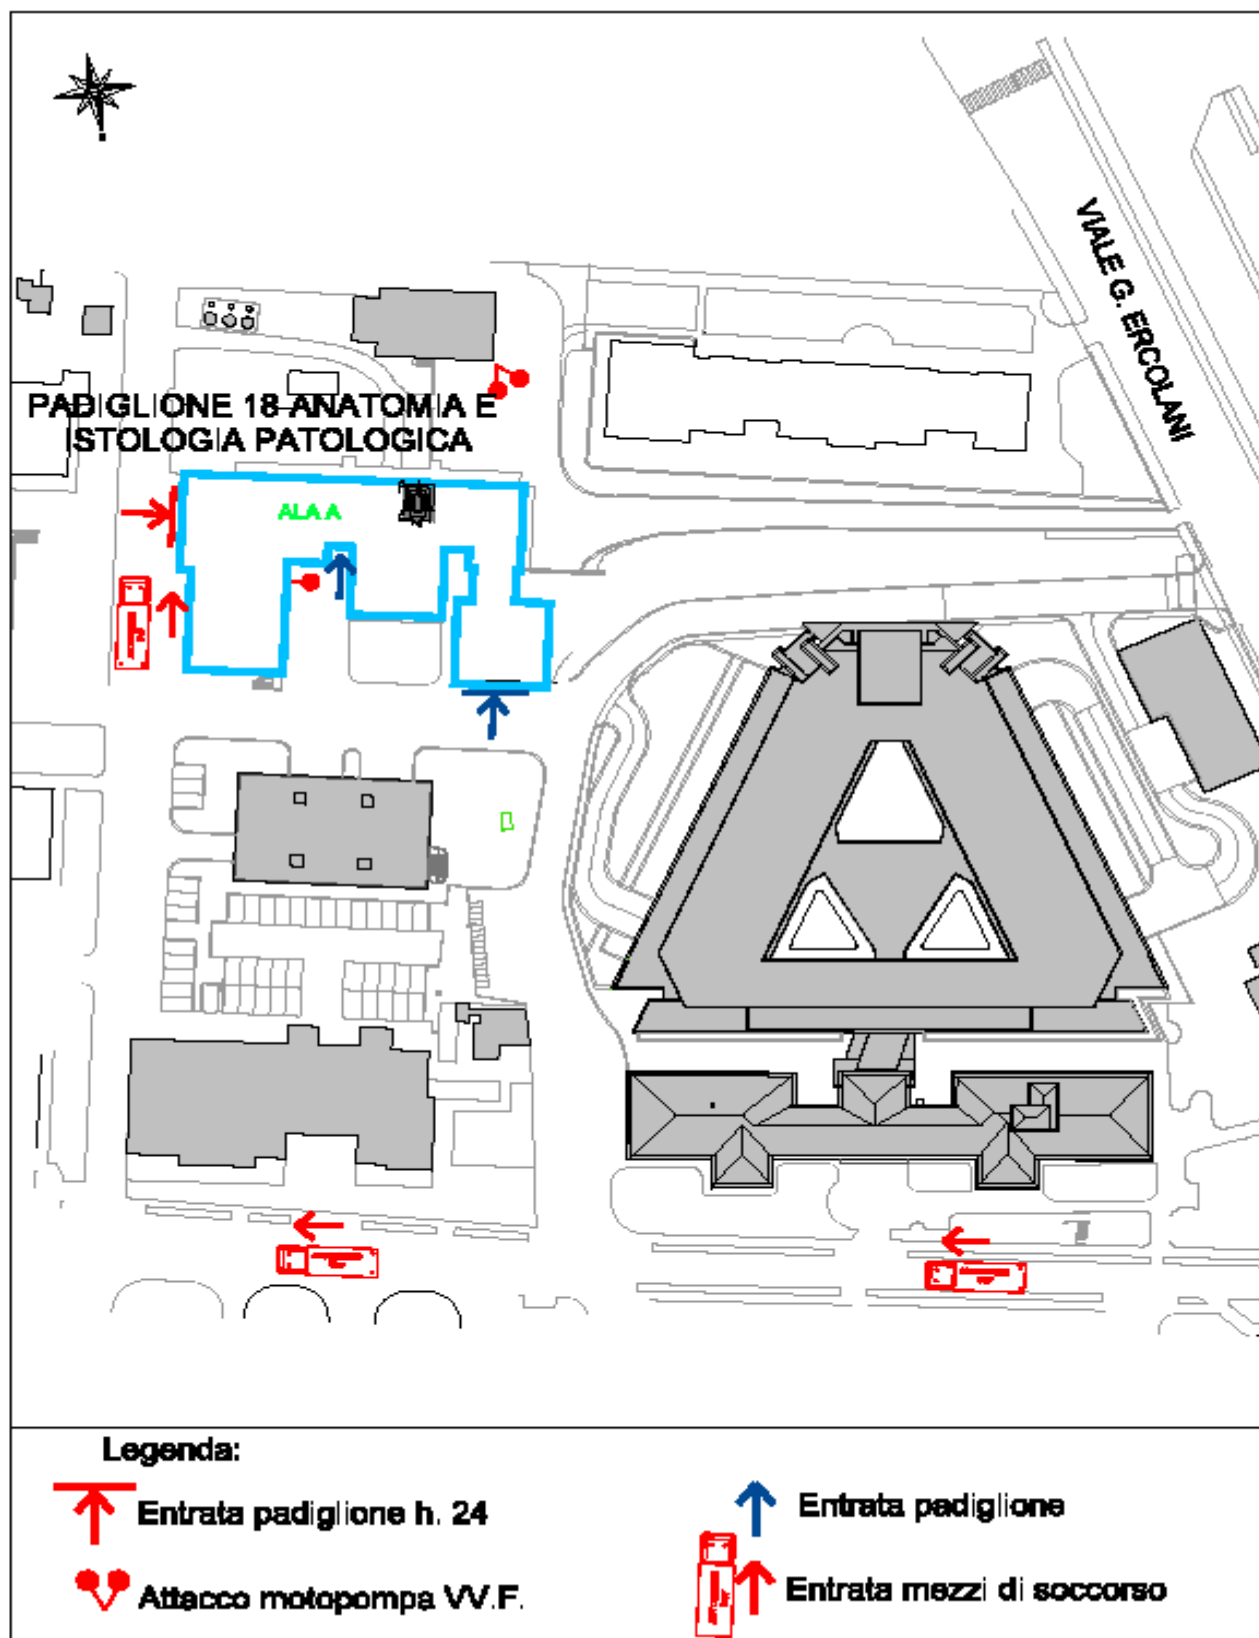 VIALE G. ERCOLANI
PADIGLIONE 18 ANATOMIA E
ISTOLOGIA PATOLOGICA
ALA A
Legenda:
Entrata padiglione h. 24
Entrata padiglione
Attacco motopompa VV.F.
Entrata mezzi di soccorso